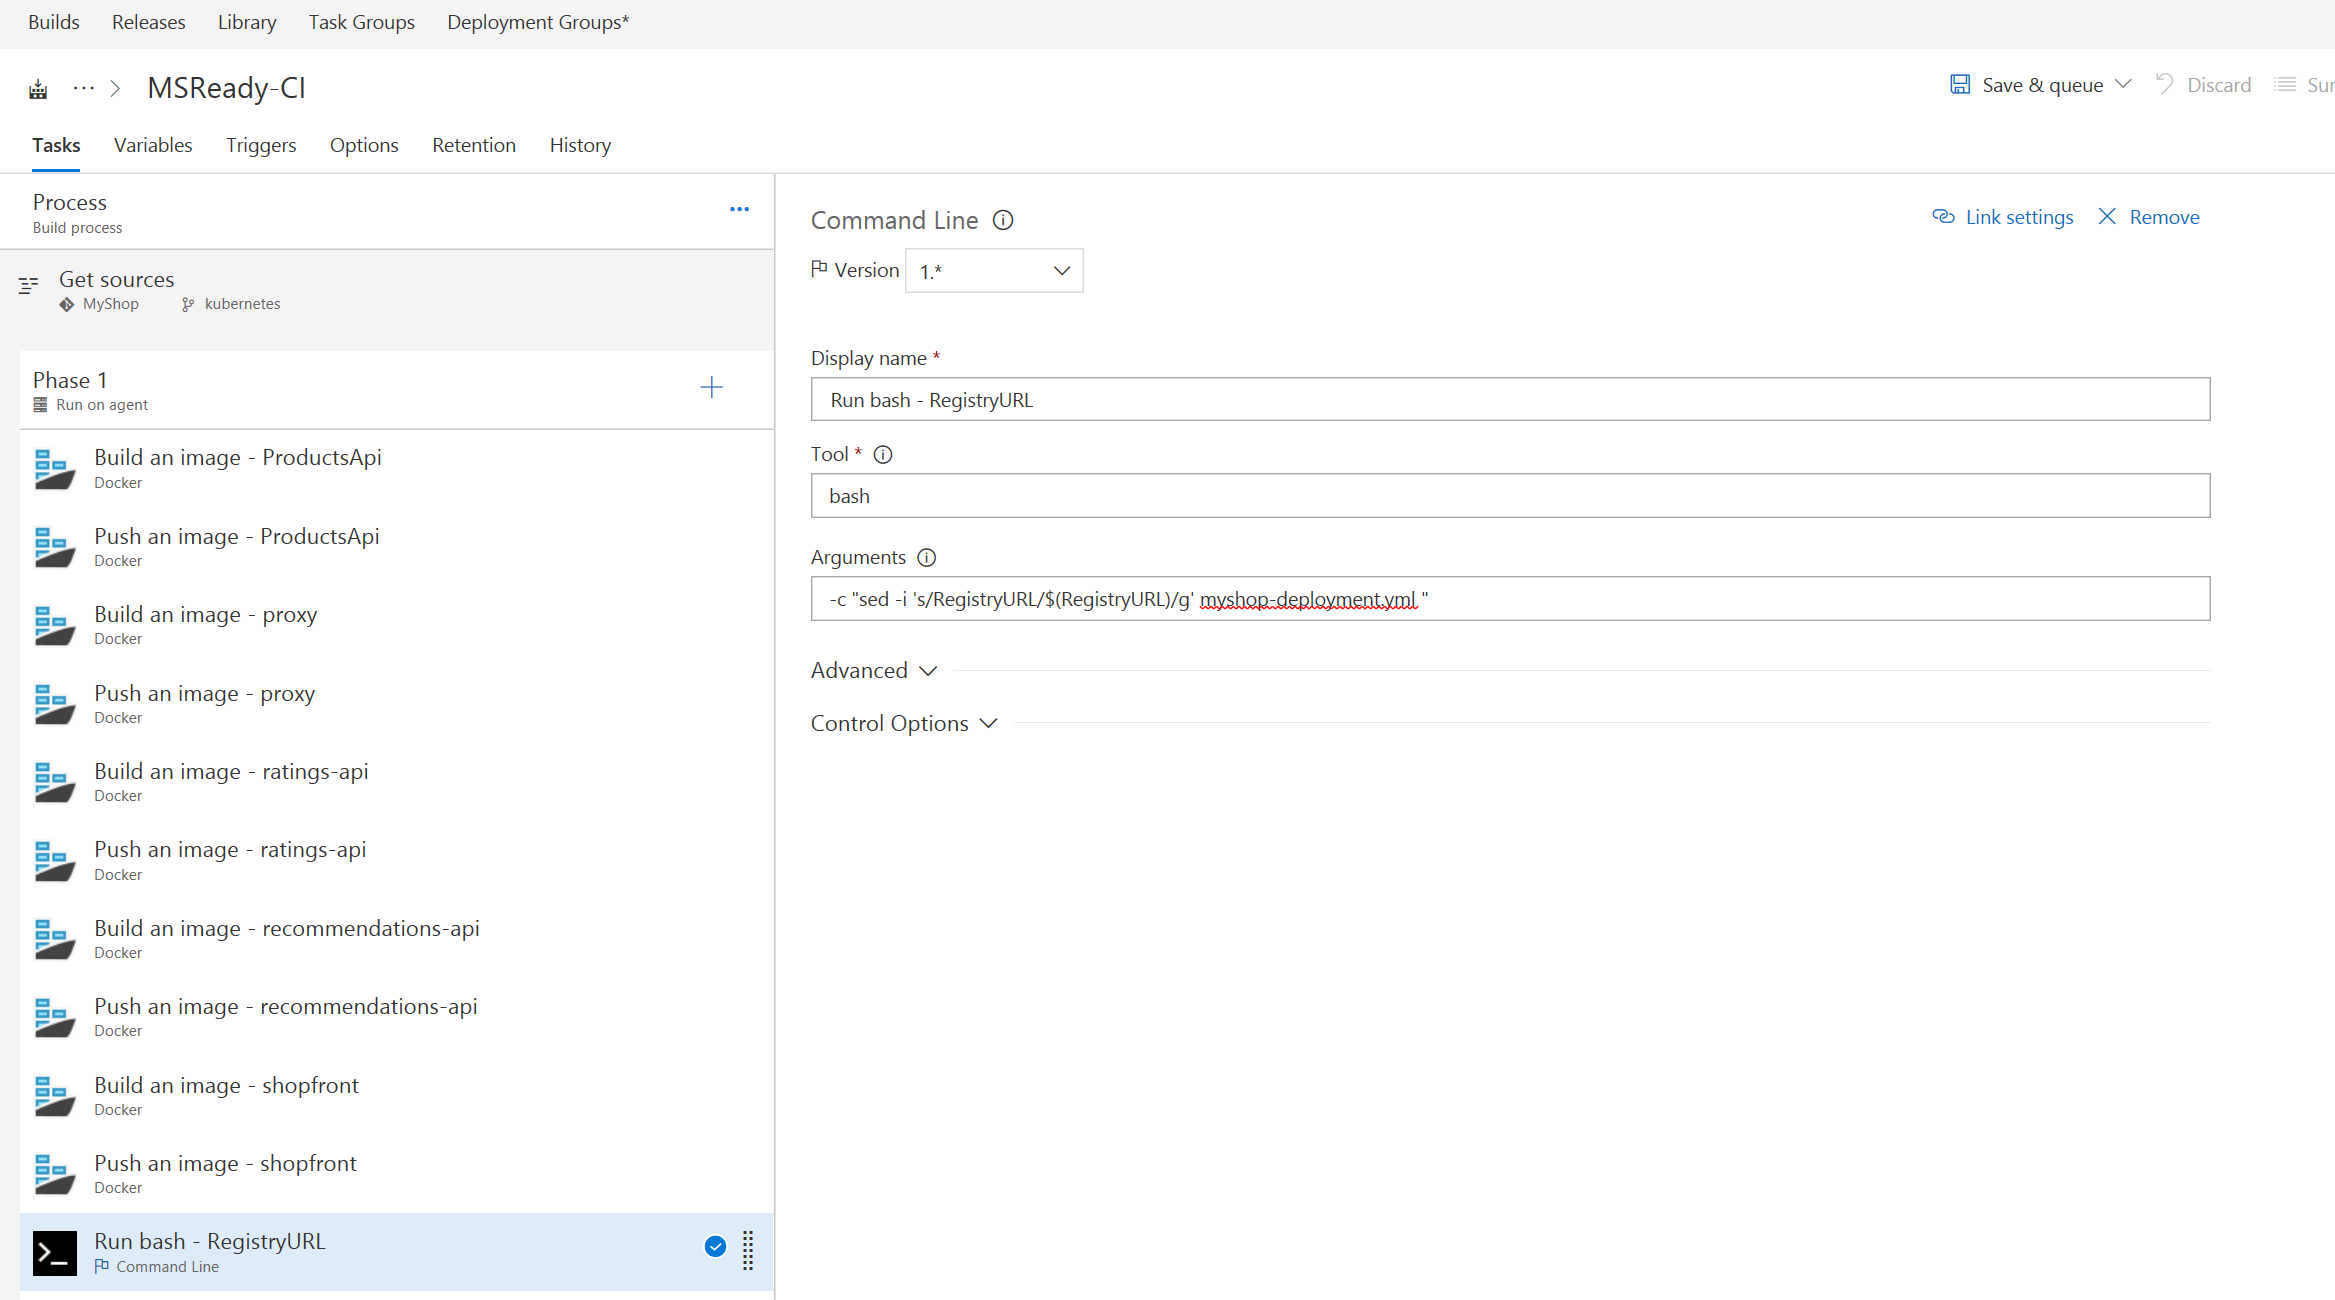 Builds Releases Library Task Groups Deployment Groups*
··· > MSReady-CI
Save & queue Discard Sur
Tasks Variables Triggers Options Retention History
Process
Build process
Get sources
MyShop kubernetes
Phase 1
Run on agent
Build an image - ProductsApi
Docker
Push an image - ProductsApi
Docker
Build an image - proxy
Docker
Push an image - proxy
Docker
Build an image - ratings-api
Docker
Push an image - ratings-api
Docker
Build an image - recommendations-api
Docker
Push an image - recommendations-api
Docker
Build an image - shopfront
Docker
Push an image - shopfront
Docker
Run bash - RegistryURL
Command Line
Command Line
Link settings Remove
Version 1.*
Display name *
Run bash - RegistryURL
Tool *
bash
Arguments
-c "sed -i 's/RegistryURL/$(RegistryURL)/g' myshop-deployment.yml "
Advanced
Control Options